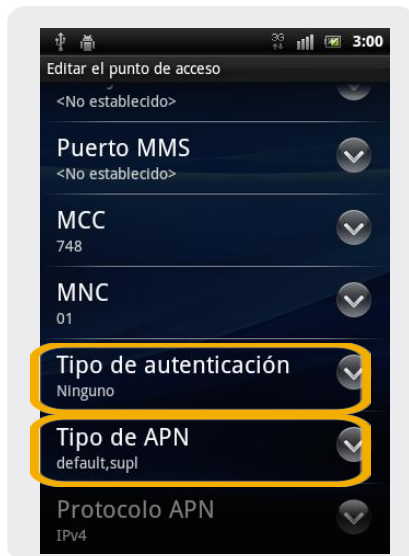 3G
3:00
Editar el punto de acceso
<No establecido>
Puerto MMS
<No establecido>
MCC
748
MNC
01
Tipo de autenticación
Ninguno
Tipo de APN
default,supl
Protocolo APN
IPv4